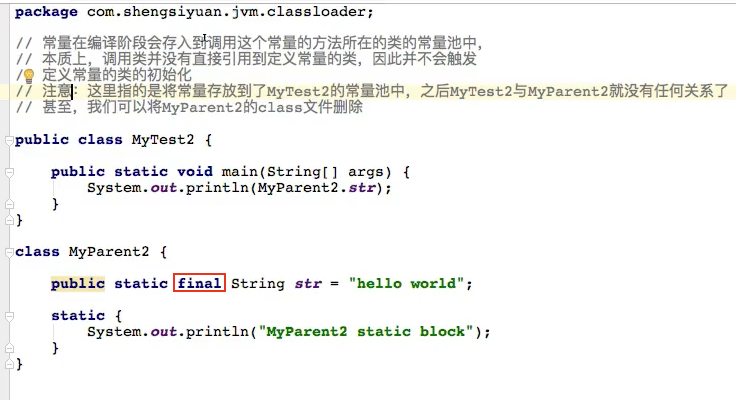 package com.shengsiyuan.jvm.classloader;
// 常量在编译阶段会存入到调用这个常量的方法所在的类的常量池中，
// 本质上，调用类并没有直接引用到定义常量的类，因此并不会触发
/ 定义常量的类的初始化
// 注意：这里指的是将常量存放到了MyTest2的常量池中，之后MyTest2与MyParent2就没有任何关系了
// 甚至，我们可以将MyParent2的class文件删除
public class MyTest2 {
public static void main(String[] args) {
System.out.println(MyParent2.str);
}
}
class MyParent2 {
public static final String str = "hello world";
static {
System.out.println("MyParent2 static block");
}
}